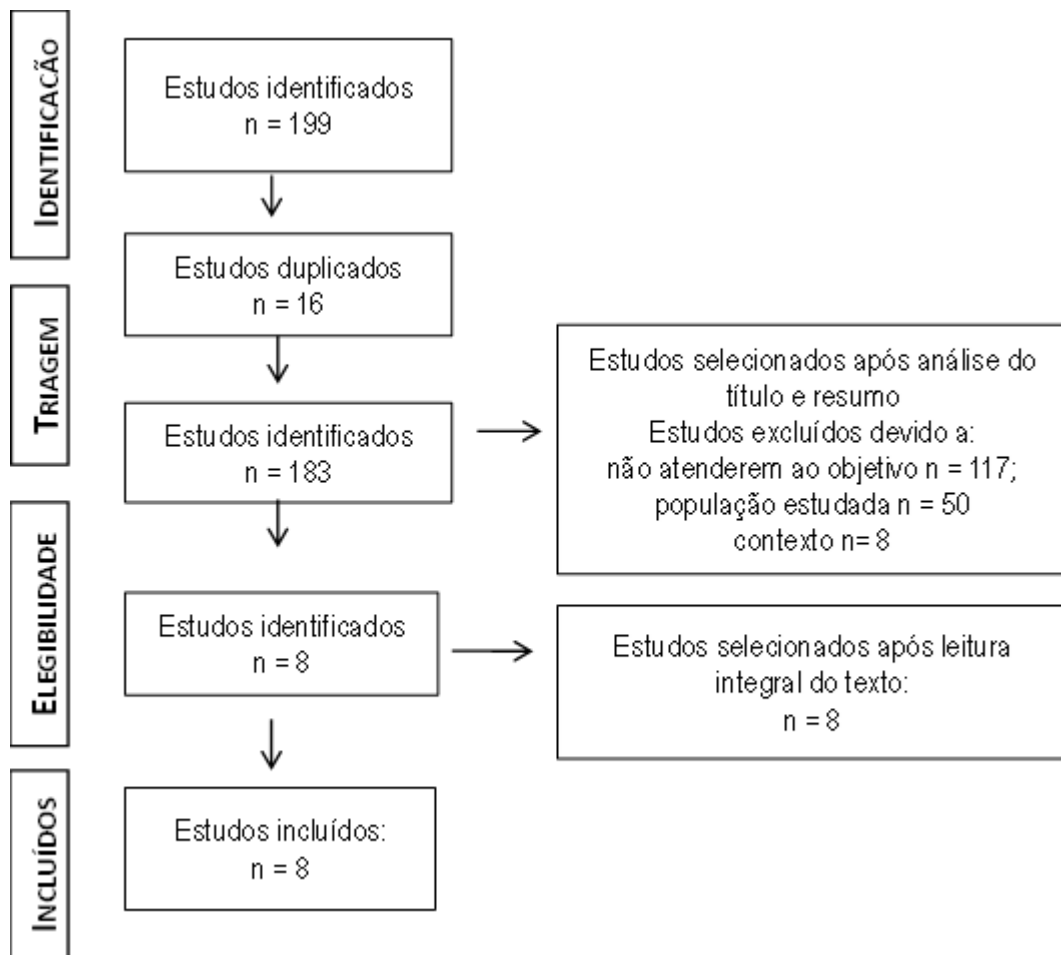 IDENTIFICAÇÃO
Estudos identificados
n = 199
Estudos duplicados
n = 16
TRIAGEM
Estudos identificados
n = 183
Estudos selecionados após análise do
título e resumo
Estudos excluídos devido a:
não atenderem ao objetivo n = 117;
população estudada n = 50
contexto n= 8
ELEGIBILIDADE
Estudos identificados
n = 8
Estudos selecionados após leitura
integral do texto:
n = 8
INCLUÍDOS
Estudos incluídos:
n = 8